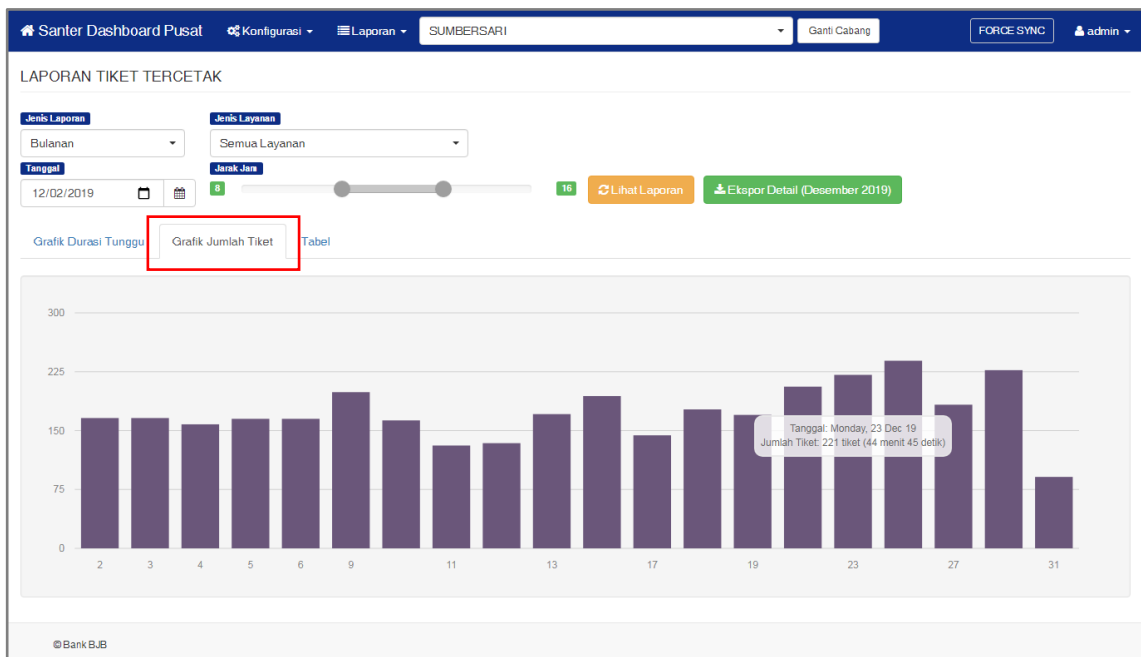 Santer Dashboard Pusat Konfigurasi Laporan SUMBERSARI Ganti Cabang FORCE SYNC admin
LAPORAN TIKET TERCETAK
Jenis Laporan Jenis Layanan
Bulanan Semua Layanan
Tanggal Jarak Jam
12/02/2019 8 16 Lihat Laporan Ekspor Detail (Desember 2019)
Grafik Durasi Tunggu Grafik Jumlah Tiket Tabel
300
225
150
Tanggal: Monday, 23 Dec 19
Jumlah Tiket: 221 tiket (44 menit 45 detik)
75
0
2 3 4 5 6 9 11 13 17 19 23 27 31
© Bank BJB